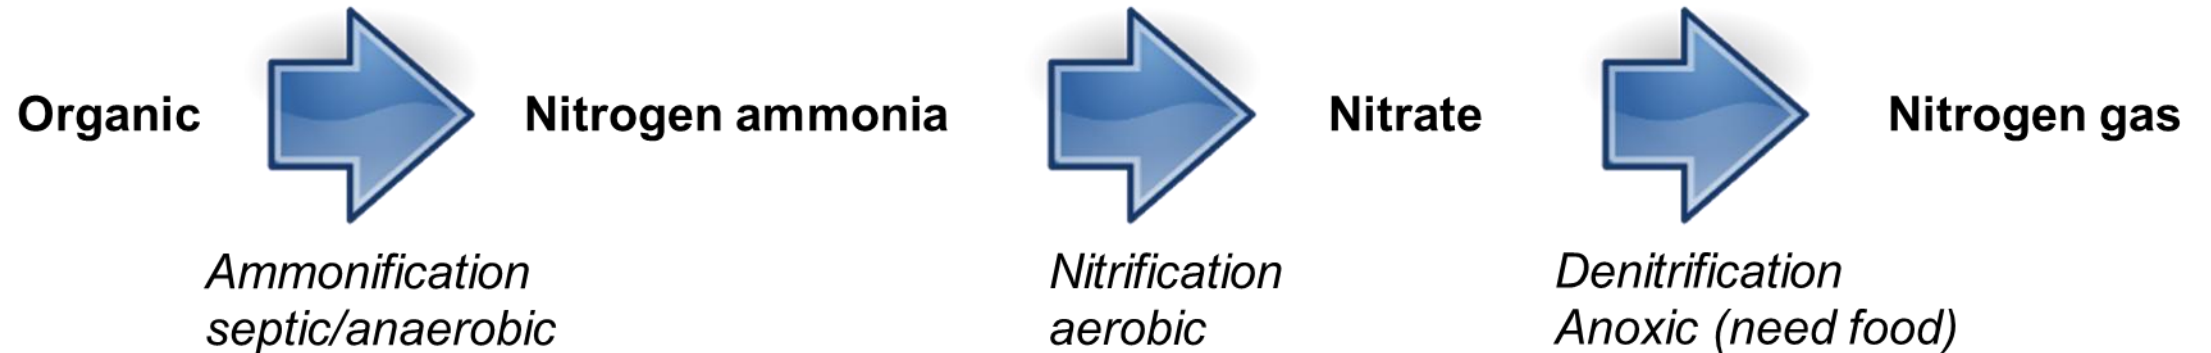 Organic Nitrogen ammonia Nitrate Nitrogen gas
Ammonification
septic/anaerobic
Nitrification
aerobic
Denitrification
Anoxic (need food)